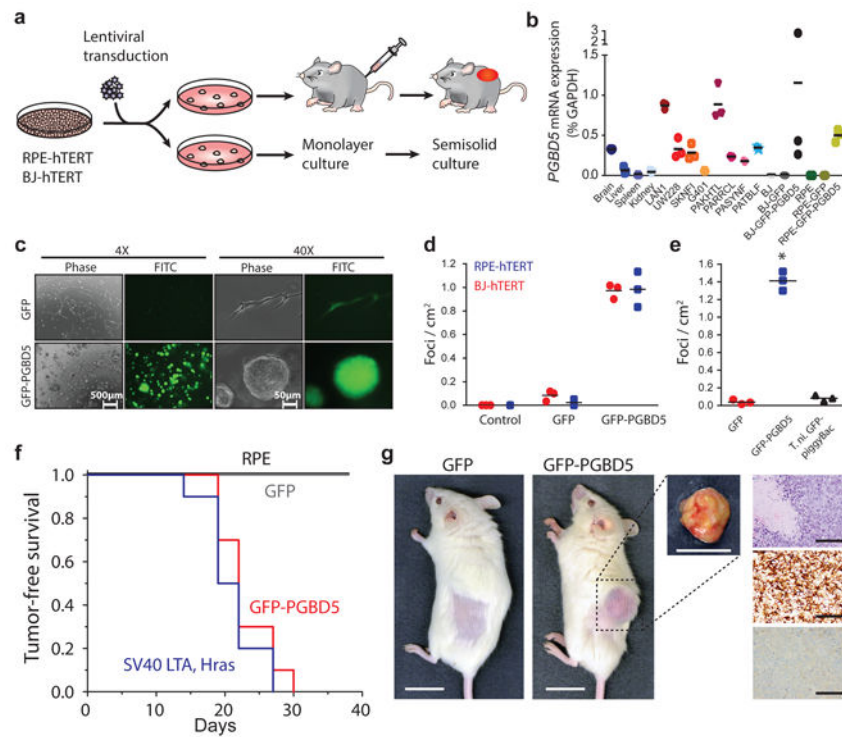 a
Lentiviral
transduction
RPE-hTERT
BJ-hTERT
Monolayer
culture
Semisolid
culture
b
PGBD5 mRNA expression
(% GAPDH)
3
2
1.0
0.5
0.0
Brain
Liver
Spleen
Kidney
LAN1
UW228
SKNFI
G401
PAKHTL
PARRCL
PASYNF
PATBLF
BJ
BJ-GFP
BJ-GFP-PGBD5
RPE
RPE-GFP
RPE-GFP-PGBD5
c
4X
40X
Phase
FITC
Phase
FITC
GFP
GFP-PGBD5
500μm
50μm
d
RPE-hTERT
BJ-hTERT
Foci / cm²
1.2
1.0
0.8
0.6
0.4
0.2
0.0
Control
GFP
GFP-PGBD5
e
*
Foci / cm²
1.6
1.4
1.2
1.0
0.8
0.6
0.4
0.2
0.0
GFP
GFP-PGBD5
T. ni. GFP-
piggyBac
f
RPE
GFP
GFP-PGBD5
SV40 LTA, Hras
Tumor-free survival
1.0
0.8
0.6
0.4
0.2
0.0
0
10
20
30
40
Days
g
GFP
GFP-PGBD5